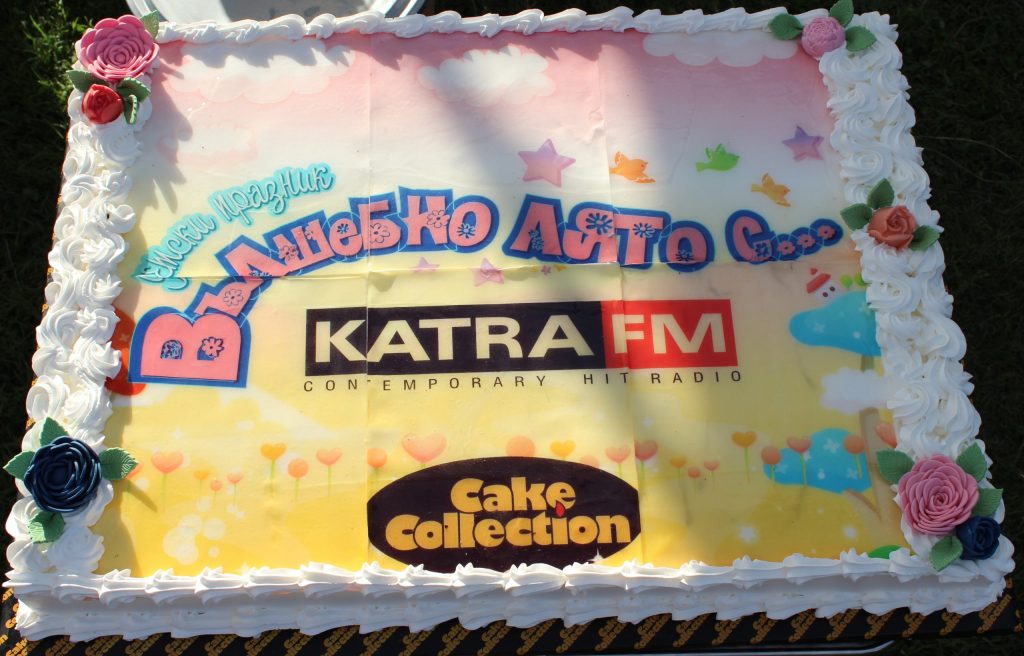 Детски празник
Вълшебно лято с...
KATRA FM
CONTEMPORARY HIT RADIO
Cake
Collection